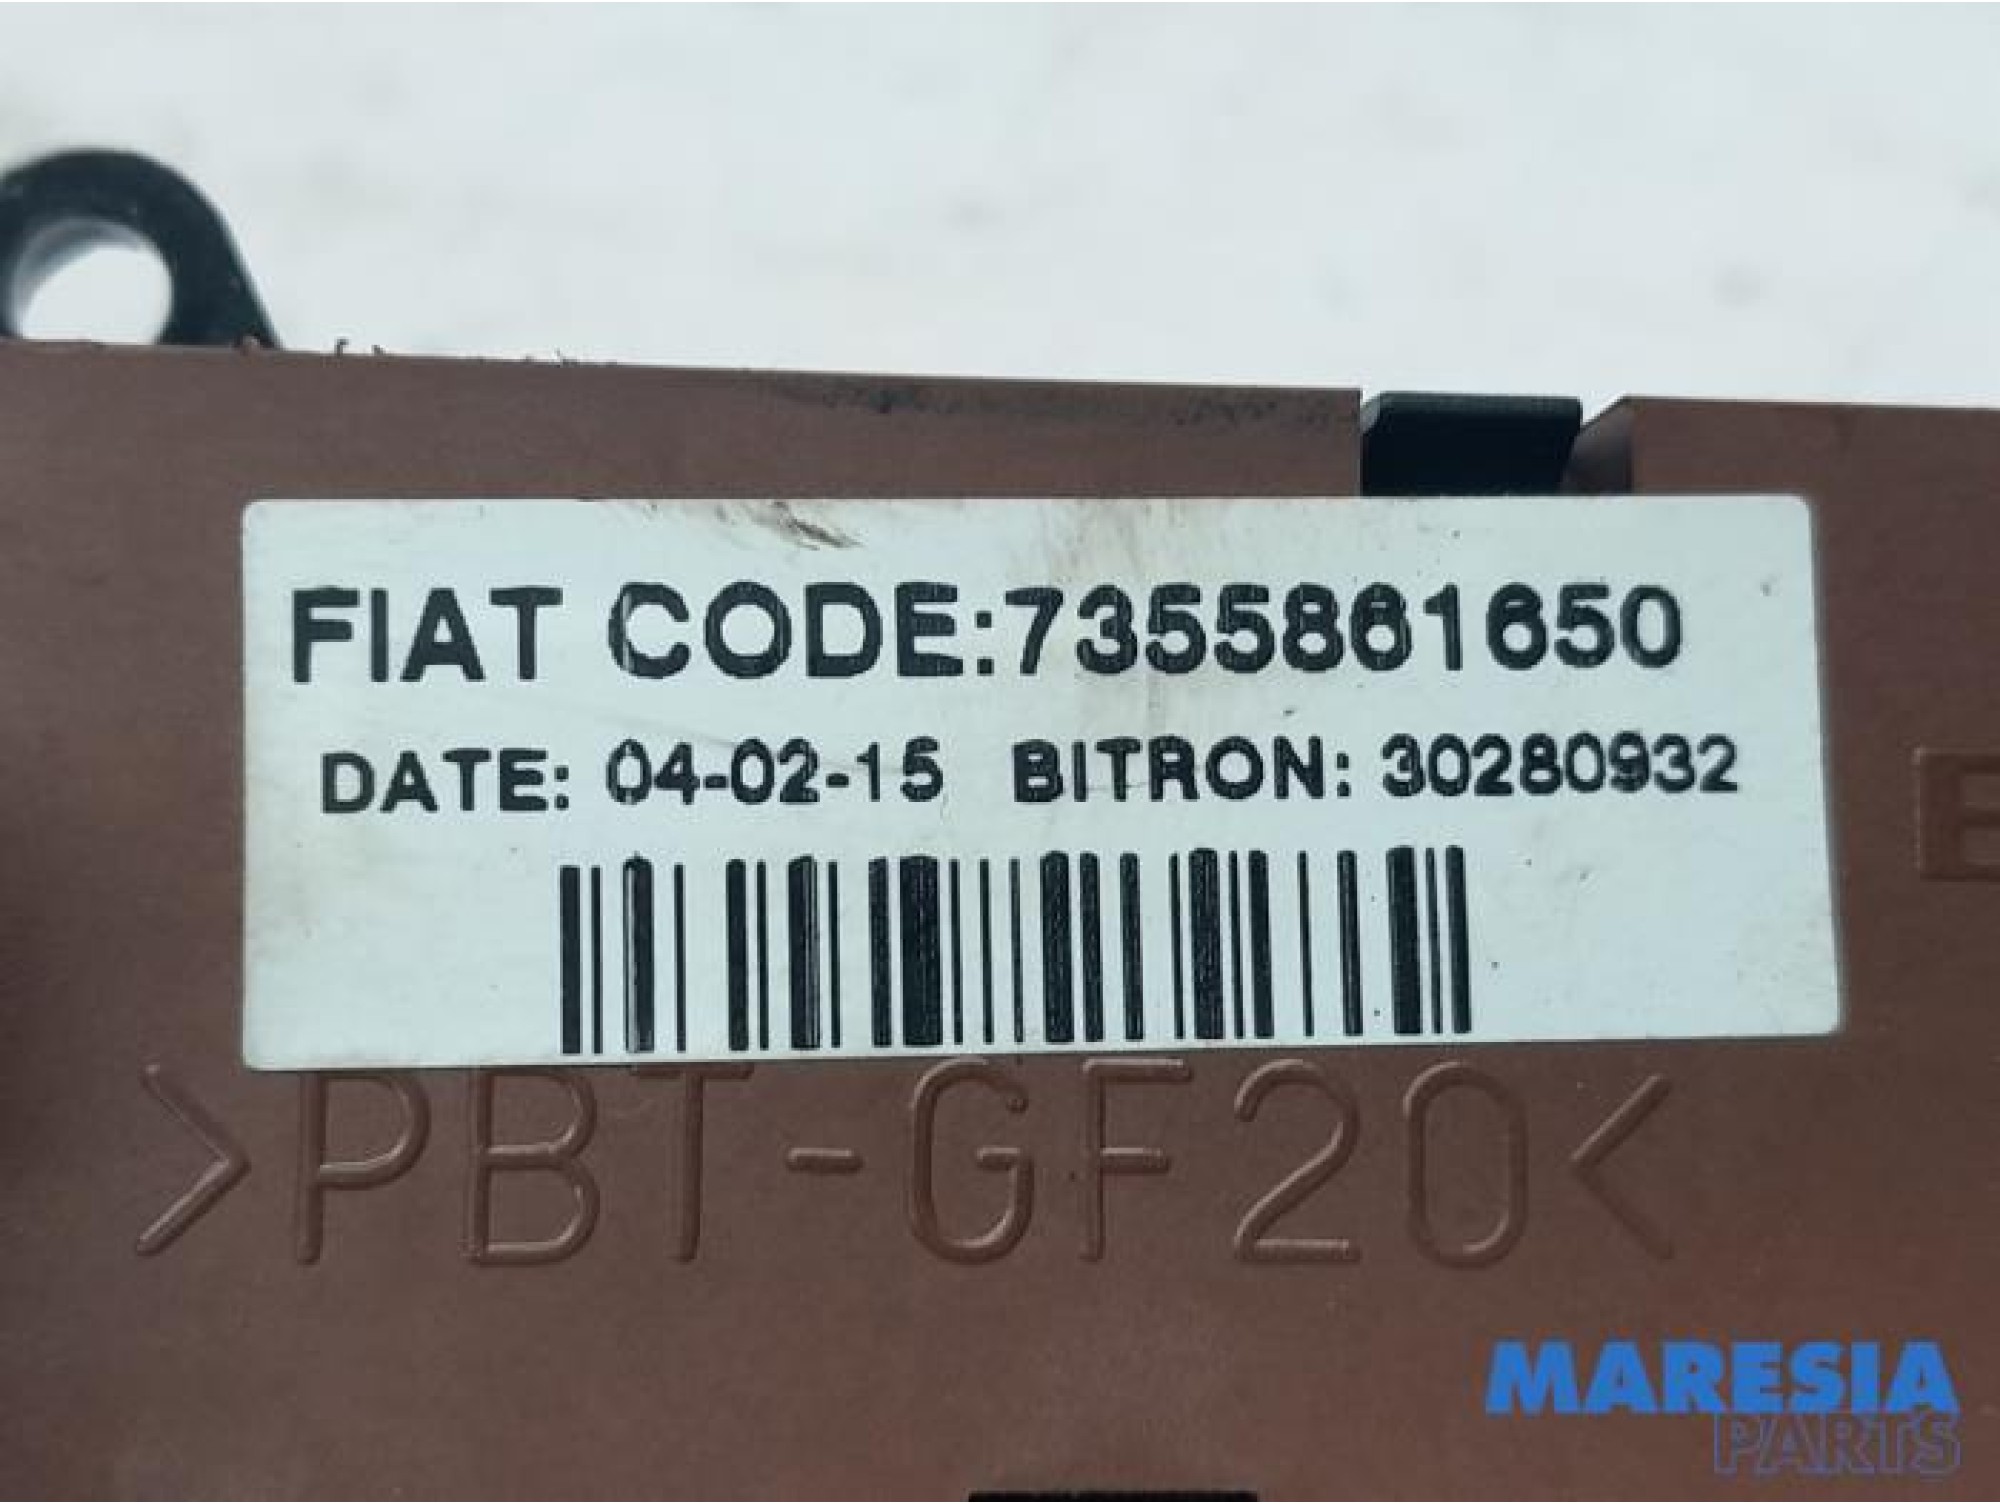 FIAT CODE:7355861650
DATE: 04-02-15 BITRON: 30280932
>PBT-GF20<
E
MARESIA
PARTS